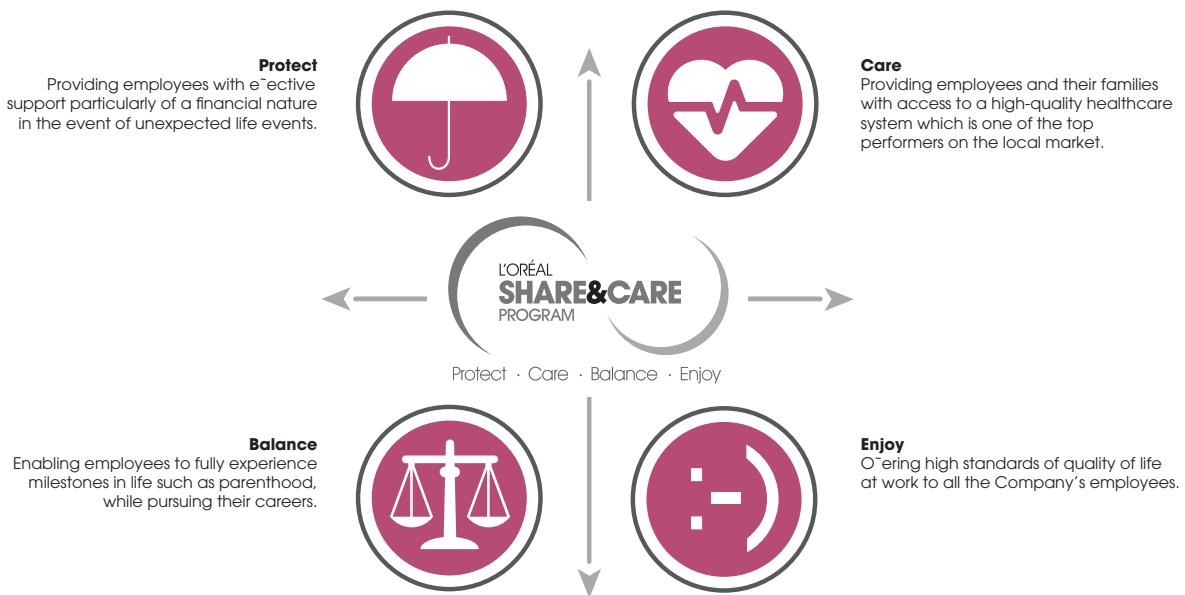 Protect
Providing employees with e˜ective
support particularly of a financial nature
in the event of unexpected life events.
Care
Providing employees and their families
with access to a high-quality healthcare
system which is one of the top
performers on the local market.
L'ORÉAL
SHARE&CARE
PROGRAM
Protect · Care · Balance · Enjoy
Balance
Enabling employees to fully experience
milestones in life such as parenthood,
while pursuing their careers.
Enjoy
O˜ering high standards of quality of life
at work to all the Company’s employees.